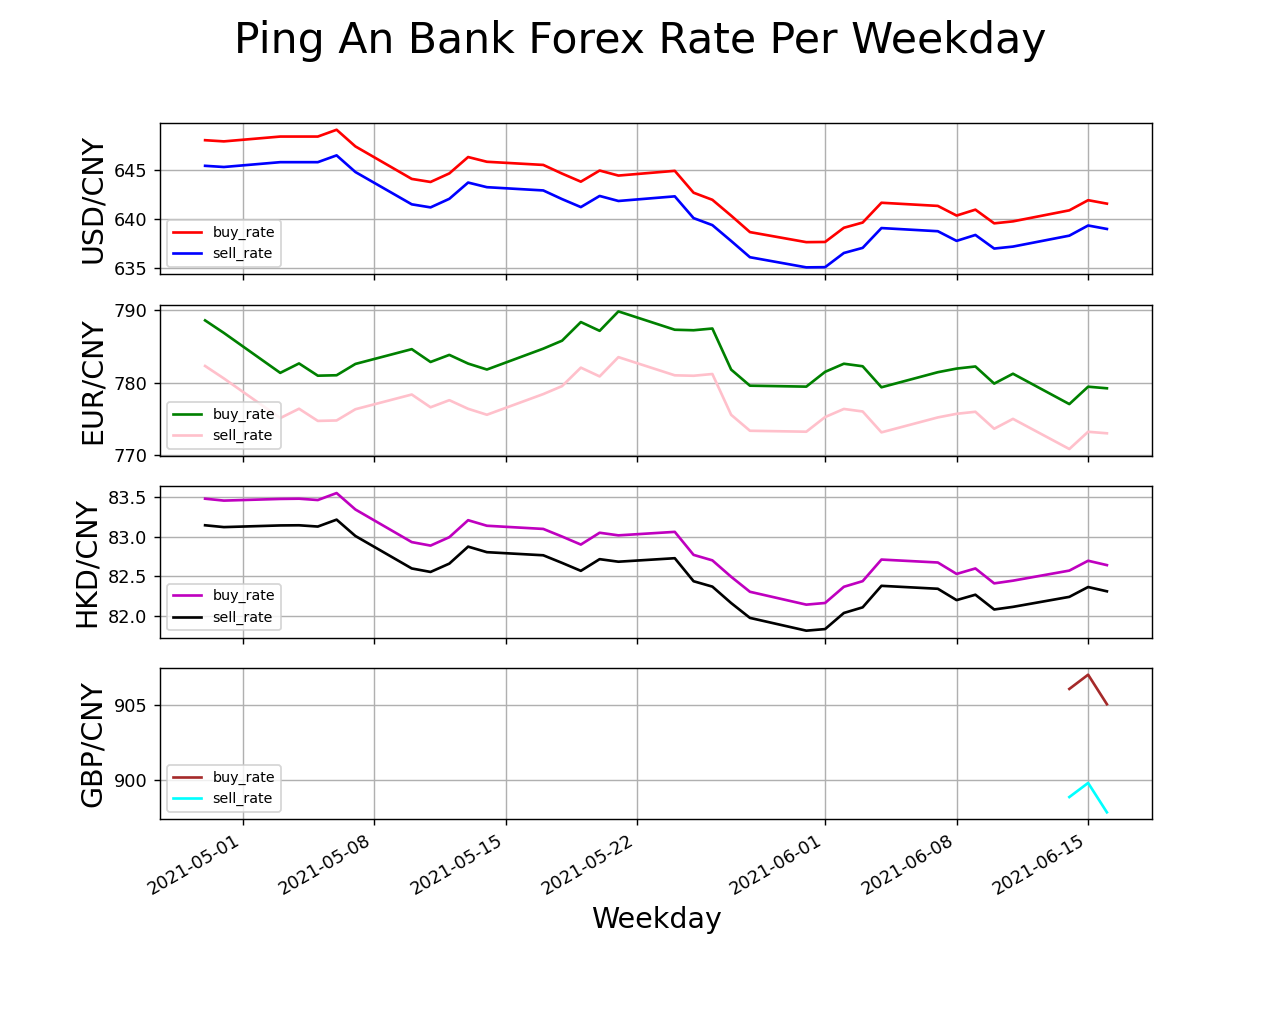 Ping An Bank Forex Rate Per Weekday
USD/CNY
645
640
635
buy_rate
sell_rate
EUR/CNY
790
780
770
buy_rate
sell_rate
HKD/CNY
83.5
83.0
82.5
82.0
buy_rate
sell_rate
GBP/CNY
905
900
buy_rate
sell_rate
2021-05-01
2021-05-08
2021-05-15
2021-05-22
2021-06-01
2021-06-08
2021-06-15
Weekday